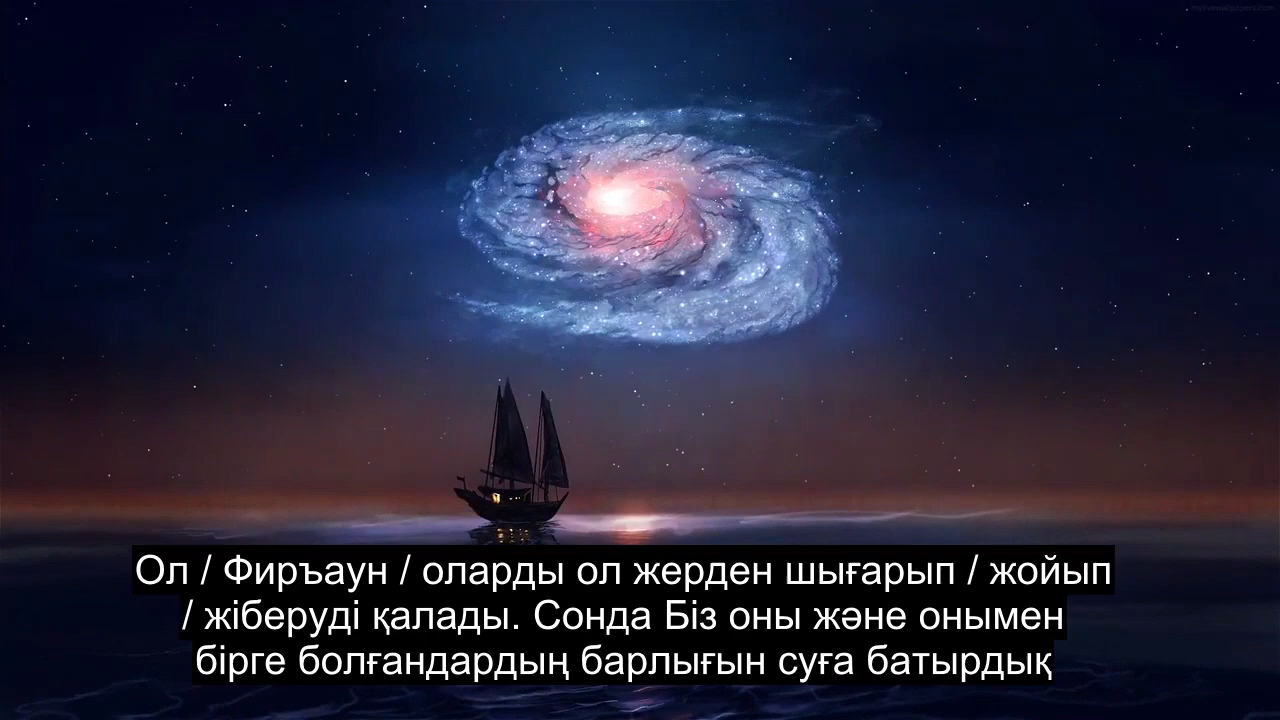 Ол / Фиръаун / оларды ол жерден шығарып / жойып
/ жіберуді қалады. Сонда Біз оны және онымен
бірге болғандардың барлығын суға батырдық